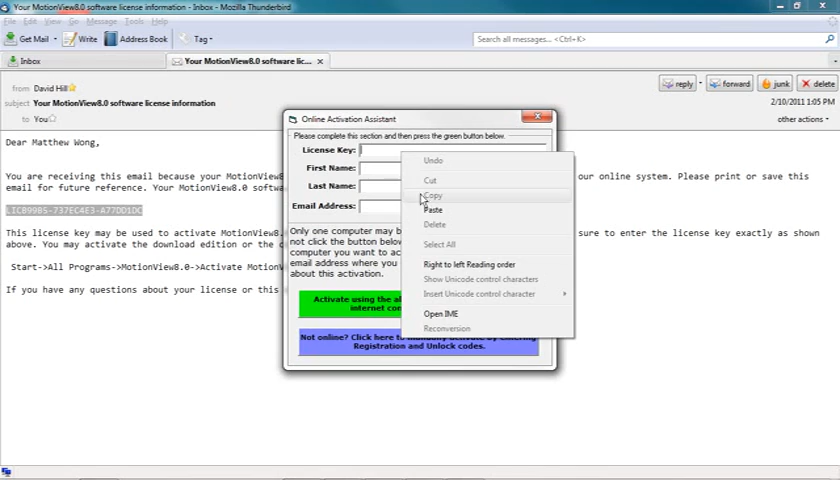 Your MotionView8.0 software license information - Inbox - Mozilla Thunderbird
File Edit View Go Message Tools Help
Get Mail Write Address Book Tag
Search all messages... <Ctrl+K>
Inbox
Your MotionView8.0 software licens...
from David Hill
reply forward junk delete
subject Your MotionView8.0 software license information
2/10/2011 1:05 PM
to You
other actions
Dear Matthew Wong,
You are receiving this email because your MotionV
our online system. Please print or save this
email for future reference. Your MotionView8.0 softwa
LICB99B5-737EC4E3-A77DD1DC
This license key may be used to activate MotionView8.
sure to enter the license key exactly as shown
above. You may activate the download edition or the
Start->All Programs->MotionView8.0->Activate MotionV
If you have any questions about your license or this
Online Activation Assistant
Please complete this section and then press the green button below.
License Key:
First Name:
Last Name:
Email Address:
Only one computer may b
not click the button below
computer you want to ac
email address where you
about this activation.
Activate using the
internet con
Not online? Click here to manually activate by entering
Registration and Unlock codes.
Undo
Cut
Copy
Paste
Delete
Select All
Right to left Reading order
Show Unicode control characters
Insert Unicode control character
Open IME
Reconversion